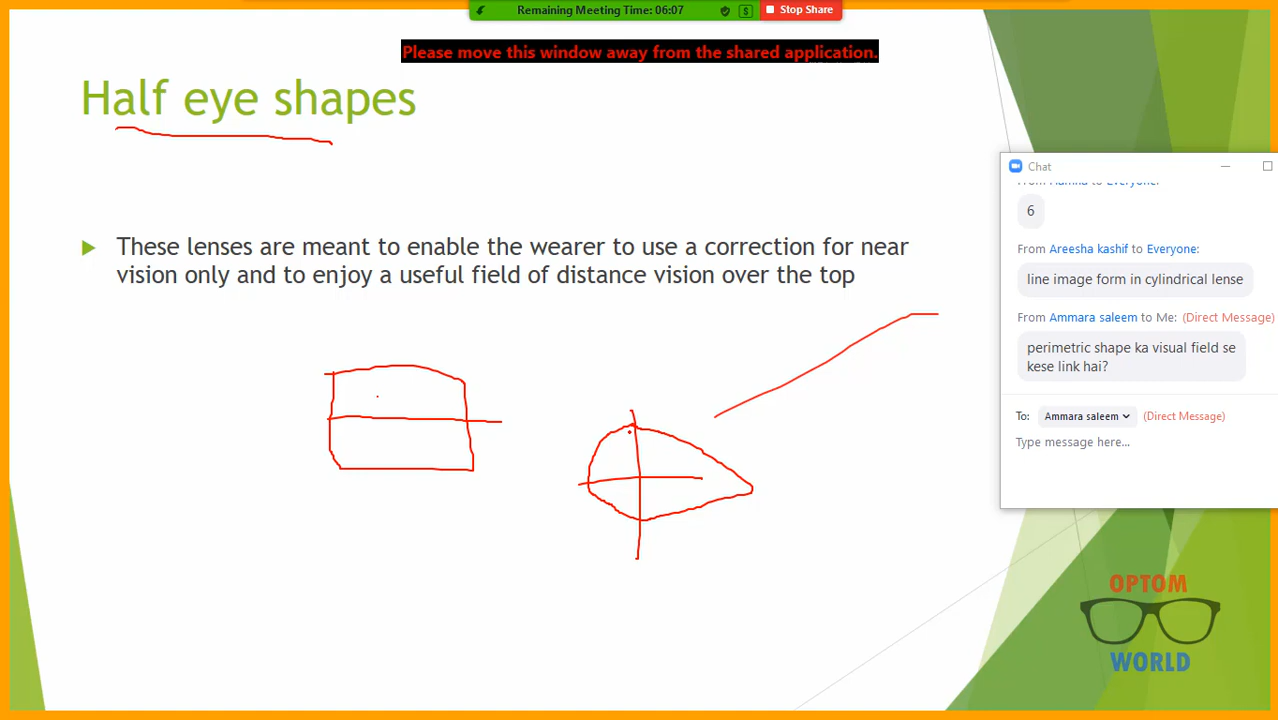 Remaining Meeting Time: 06:07
Stop Share
Please move this window away from the shared application.
Half eye shapes
These lenses are meant to enable the wearer to use a correction for near
vision only and to enjoy a useful field of distance vision over the top
Chat
Everyone:
6
From Areesha kashif to Everyone:
line image form in cylindrical lense
From Ammara saleem to Me: (Direct Message)
perimetric shape ka visual field se
kese link hai?
To: Ammara saleem (Direct Message)
Type message here...
OPTOM
WORLD